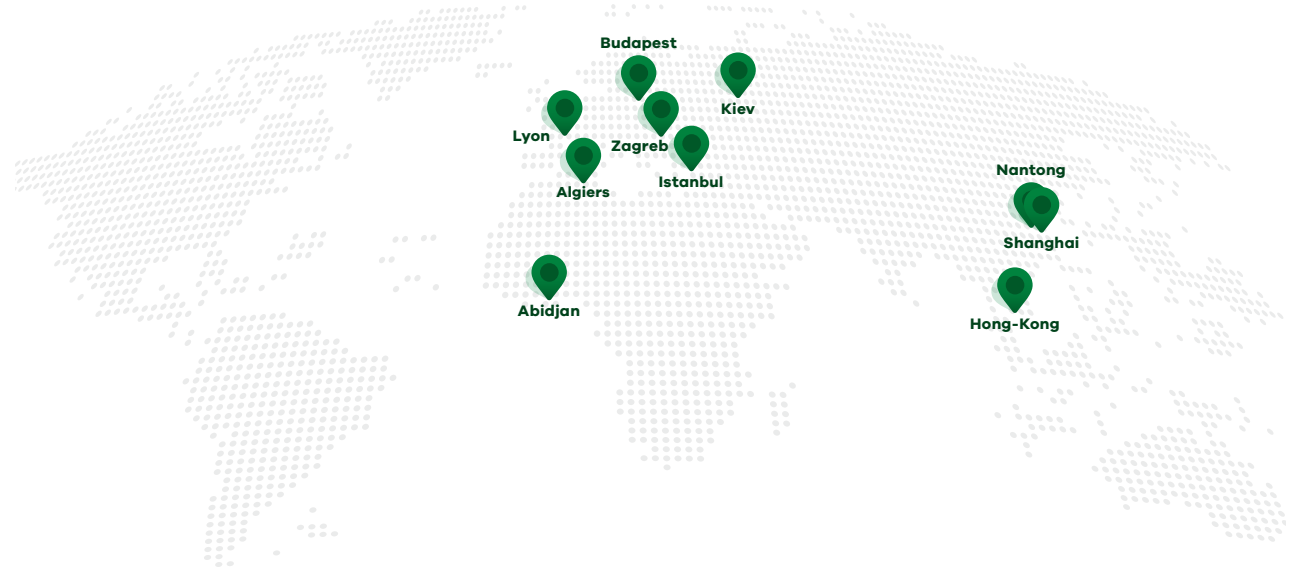 Budapest
Kiev
Lyon
Zagreb
Nantong
Istanbul
Algiers
Shanghai
Abidjan
Hong-Kong